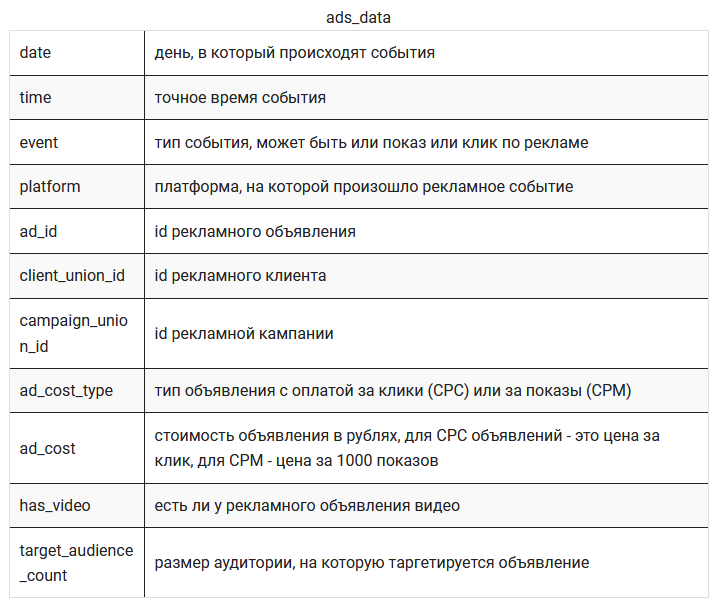 ads_data
date
день, в который происходят события
time
точное время события
event
тип события, может быть или показ или клик по рекламе
platform
платформа, на которой произошло рекламное событие
ad_id
id рекламного объявления
client_union_id
id рекламного клиента
campaign_unio
n_id
id рекламной кампании
ad_cost_type
тип объявления с оплатой за клики (CPC) или за показы (CPM)
ad_cost
стоимость объявления в рублях, для CPC объявлений - это цена за
клик, для CPM - цена за 1000 показов
has_video
есть ли у рекламного объявления видео
target_audience
_count
размер аудитории, на которую таргетируется объявление